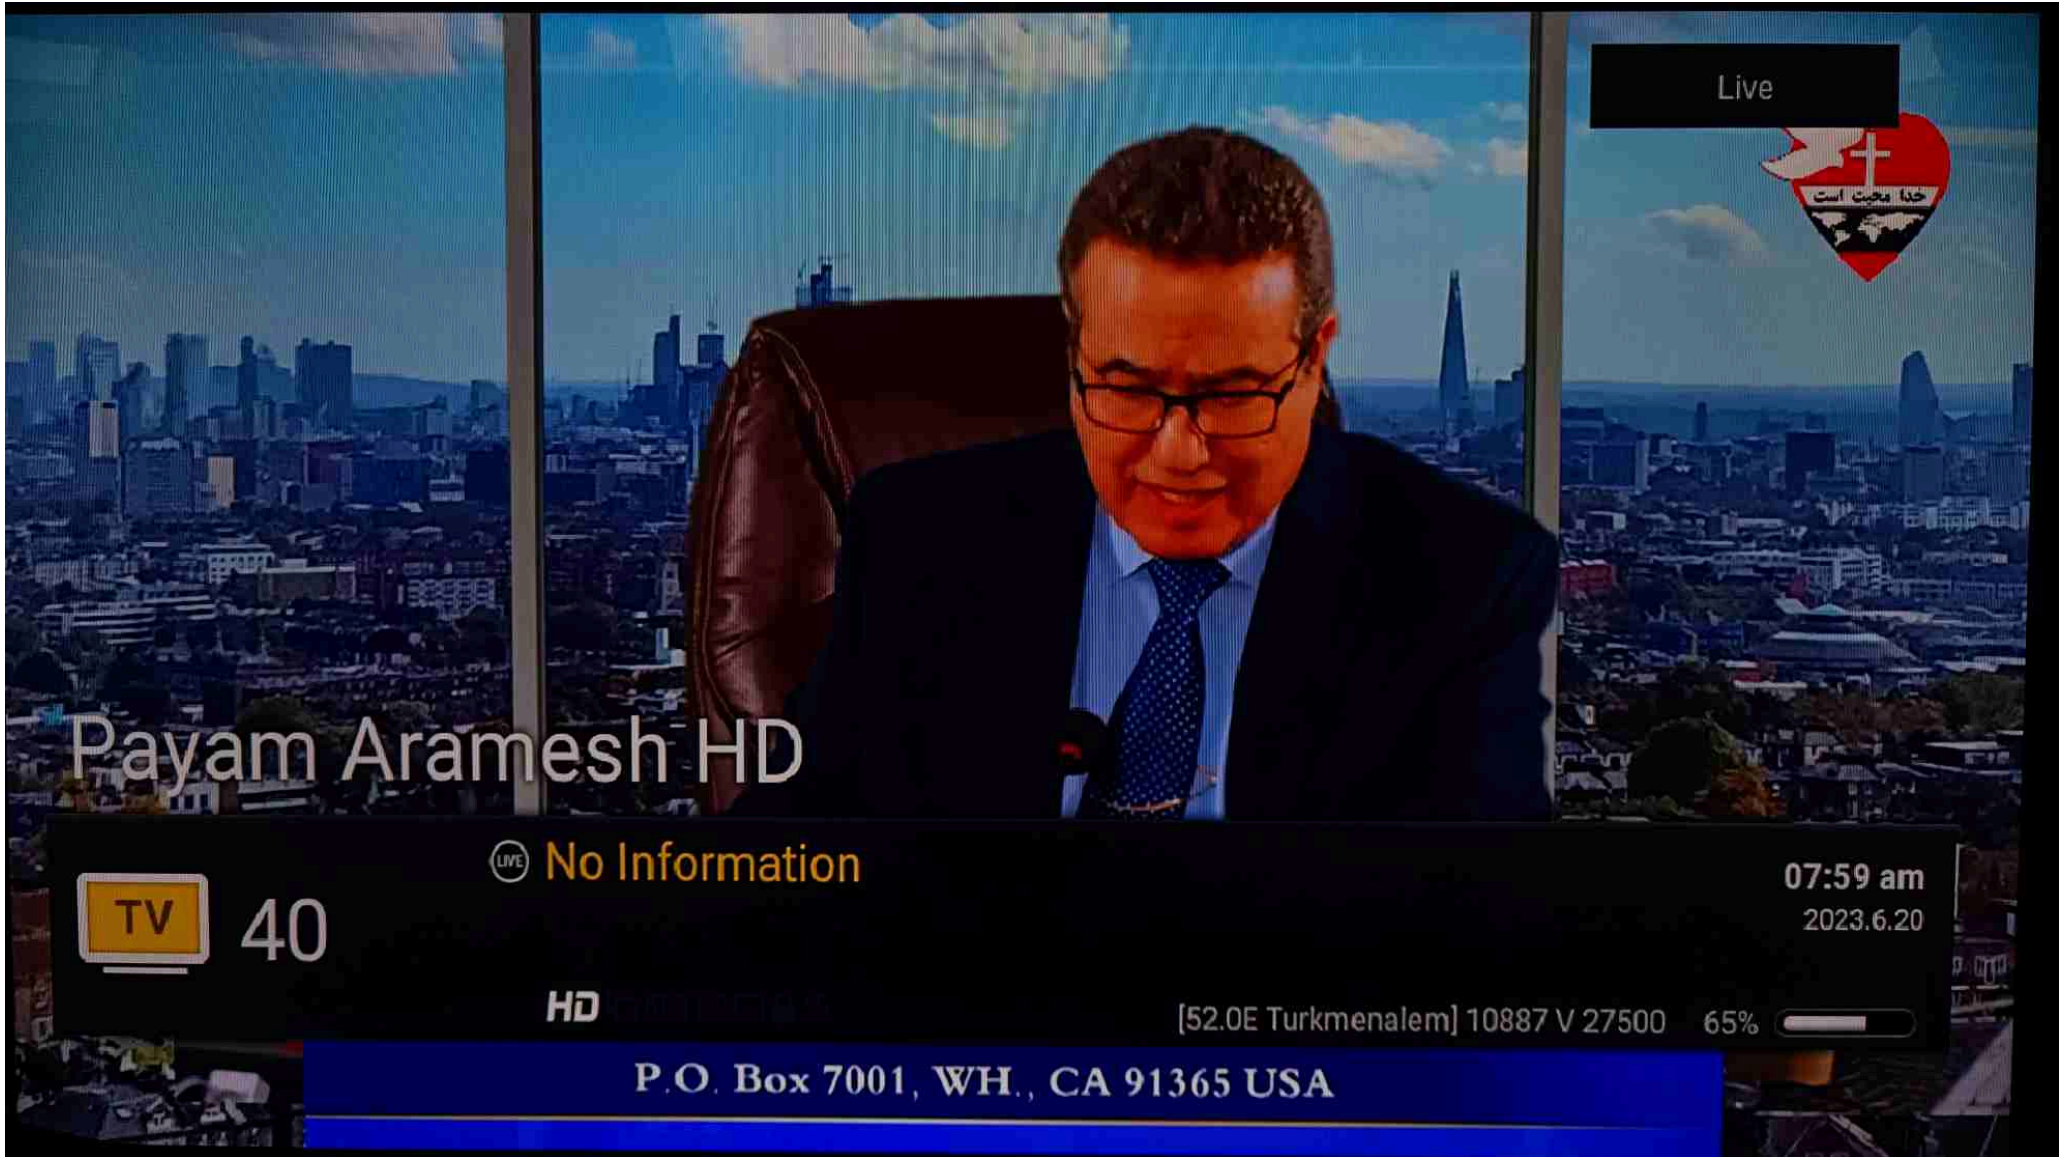 Live
خدا محبت است
Payam Aramesh HD
LIVE No Information
07:59 am
TV 40
2023.6.20
HD
[52.0E Turkmenalem] 10887 V 27500 65%
P.O. Box 7001, WH., CA 91365 USA